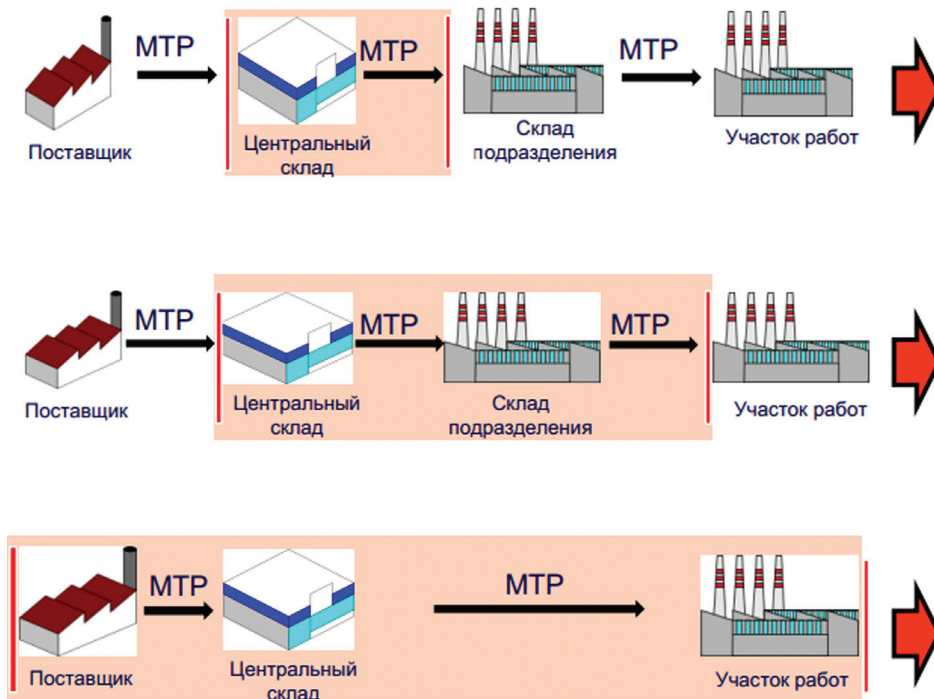 МТР
МТР
МТР
Поставщик
Центральный
склад
Склад
подразделения
Участок работ
МТР
МТР
МТР
Поставщик
Центральный
склад
Склад
подразделения
Участок работ
МТР
МТР
Поставщик
Центральный
склад
Участок работ